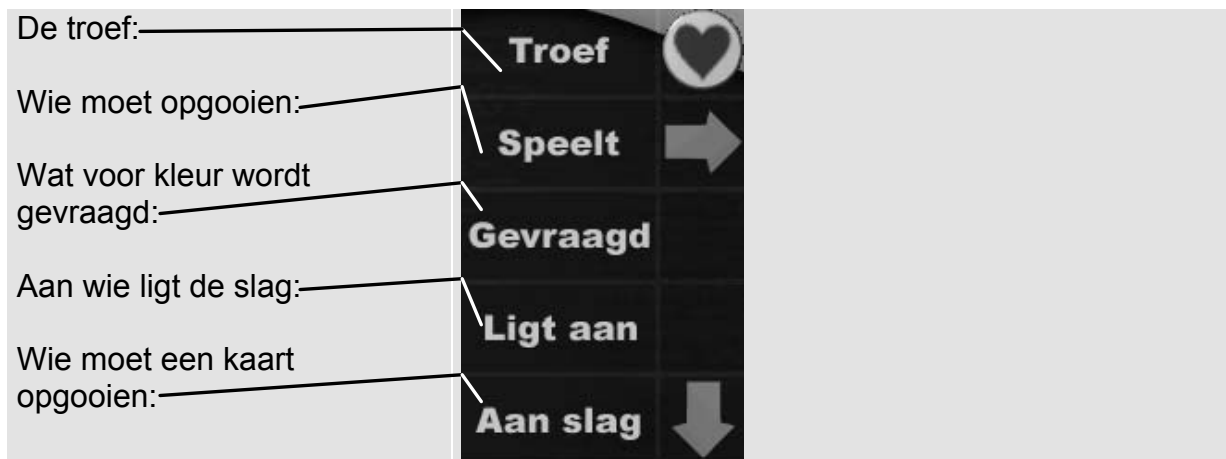 De troef:
Wie moet opgooien:
Wat voor kleur wordt
gevraagd:
Aan wie ligt de slag:
Wie moet een kaart
opgooien:
Troef
Speelt
Gevraagd
Ligt aan
Aan slag